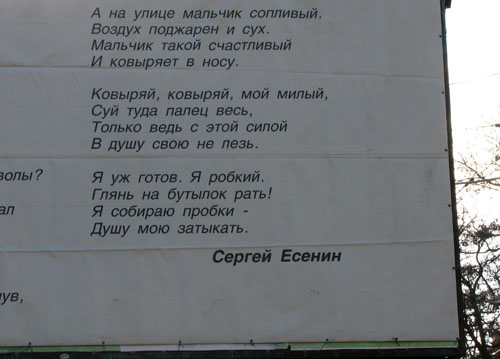 А на улице мальчик сопливый.
Воздух поджарен и сух.
Мальчик такой счастливый
И ковыряет в носу.
Ковыряй, ковыряй, мой милый,
Суй туда палец весь,
Только ведь с этой силой
В душу свою не лезь.
Я уж готов. Я робкий.
Глянь на бутылок рать!
Я собираю пробки -
Душу мою затыкать.
Сергей Есенин